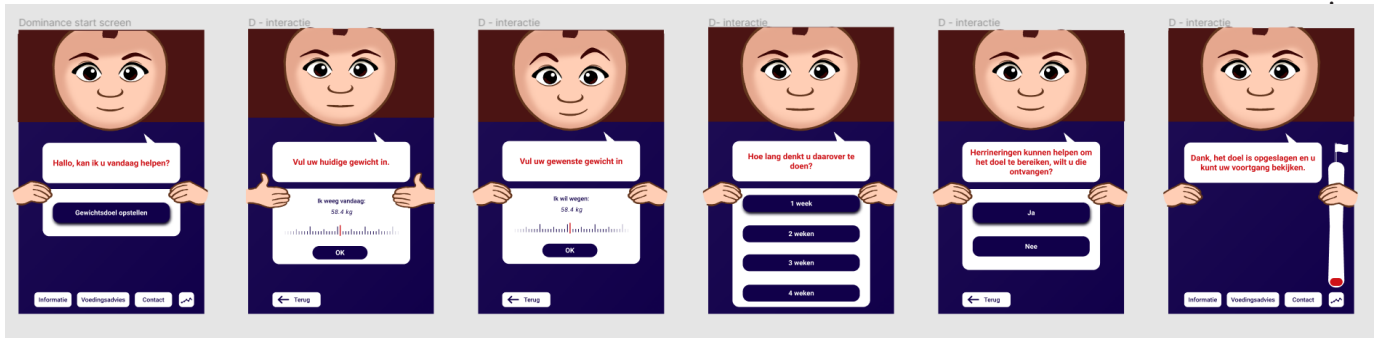 Dominance start screen
Hallo, kan ik u vandaag helpen?
Gewichtsdoel opstellen
Informatie
Voedingsadvies
Contact
D - interactie
Vul uw huidige gewicht in.
Ik weeg vandaag:
58.4 kg
OK
Terug
D - interactie
Vul uw gewenste gewicht in
Ik wil wegen:
58.4 kg
OK
Terug
D- interactie
Hoe lang denkt u daarover te
doen?
1 week
2 weken
3 weken
4 weken
D - interactie
Herrineringen kunnen helpen om
het doel te bereiken, wilt u die
ontvangen?
Ja
Nee
Terug
D - interactie
Dank, het doel is opgeslagen en u
kunt uw voortgang bekijken.
Informatie
Voedingsadvies
Contact